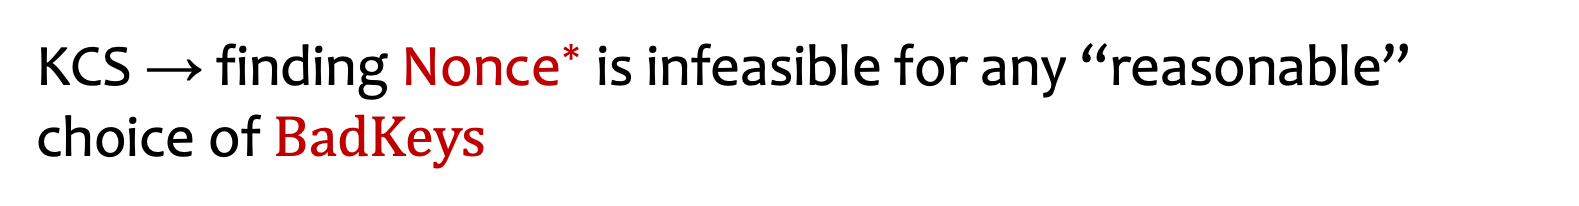 KCS → finding Nonce* is infeasible for any “reasonable”
choice of BadKeys